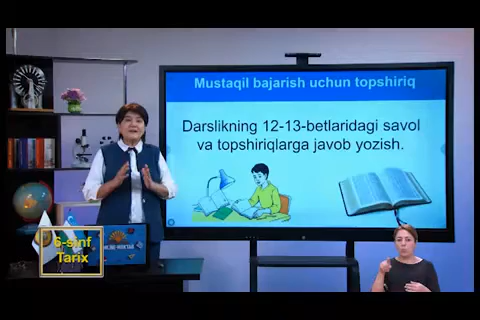 Mustaqil bajarish uchun topshiriq
Darslikning 12-13-betlaridagi savol
va topshiriqlarga javob yozish.
6-sinf
Tarix